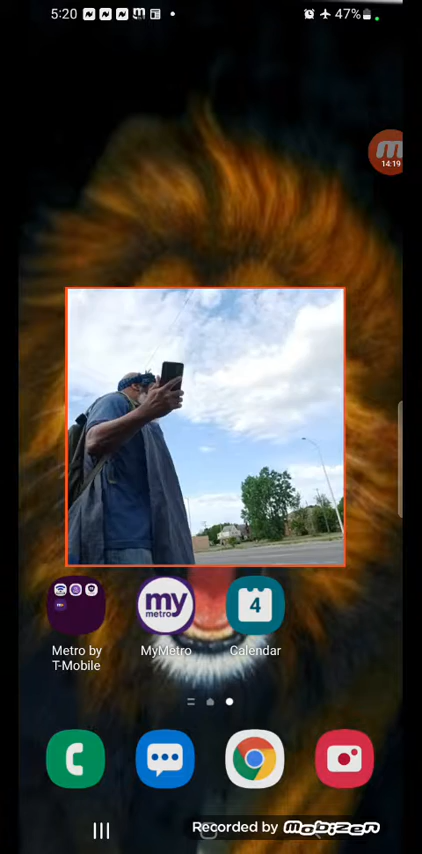 5:20
47%
m
14:19
my
metro
4
Metro by
T-Mobile
MyMetro
Calendar
Recorded by mobizen